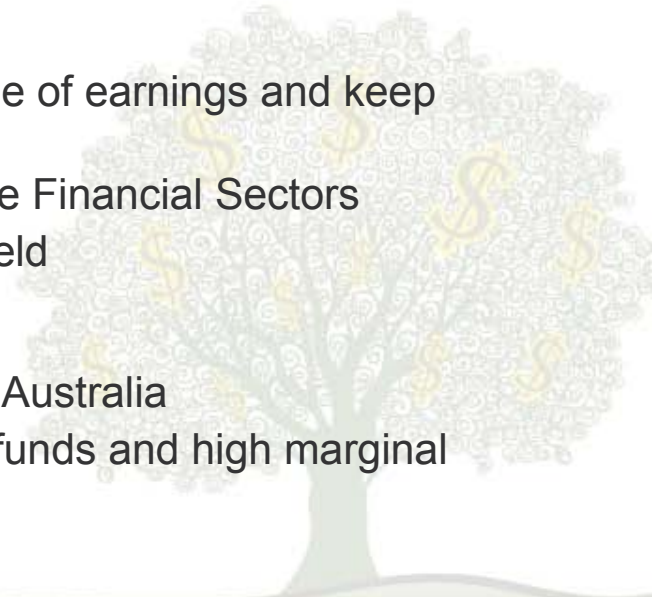 e of earnings and keep
e Financial Sectors
eld
Australia
funds and high marginal